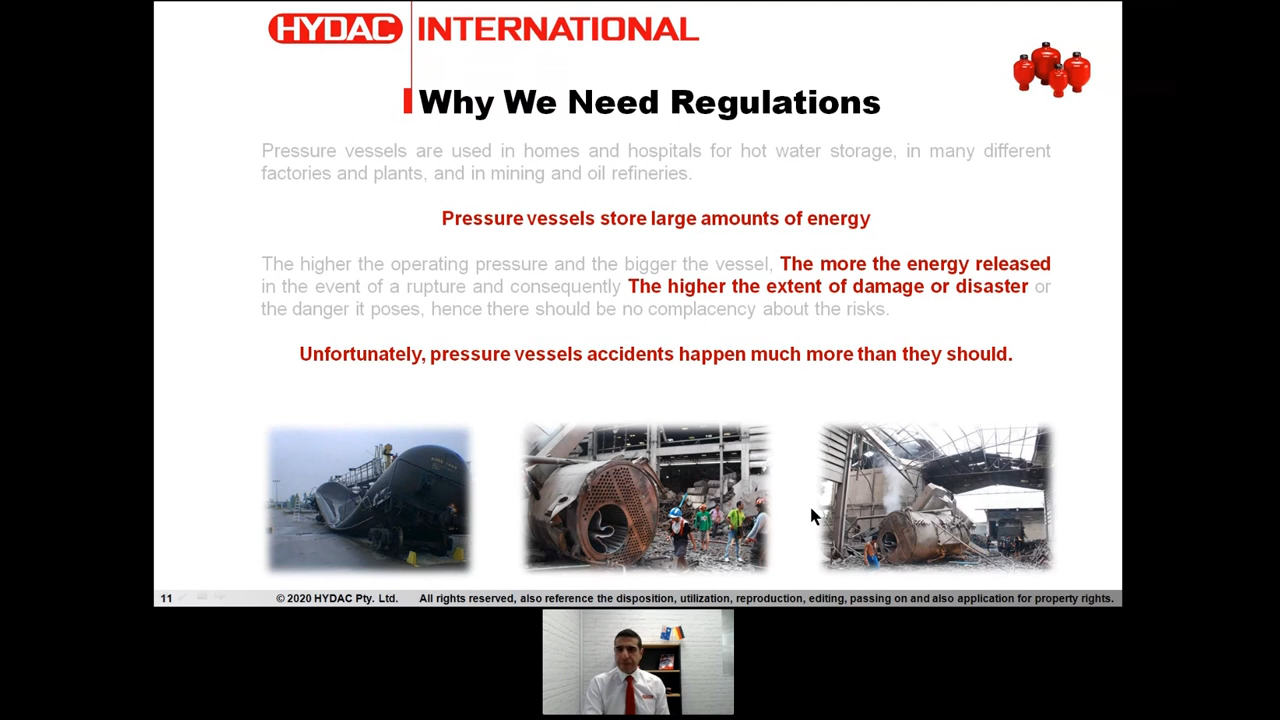 HYDAC INTERNATIONAL
Why We Need Regulations
Pressure vessels are used in homes and hospitals for hot water storage, in many different
factories and plants, and in mining and oil refineries.
Pressure vessels store large amounts of energy
The higher the operating pressure and the bigger the vessel, The more the energy released
in the event of a rupture and consequently The higher the extent of damage or disaster or
the danger it poses, hence there should be no complacency about the risks.
Unfortunately, pressure vessels accidents happen much more than they should.
11 © 2020 HYDAC Pty. Ltd. All rights reserved, also reference the disposition, utilization, reproduction, editing, passing on and also application for property rights.